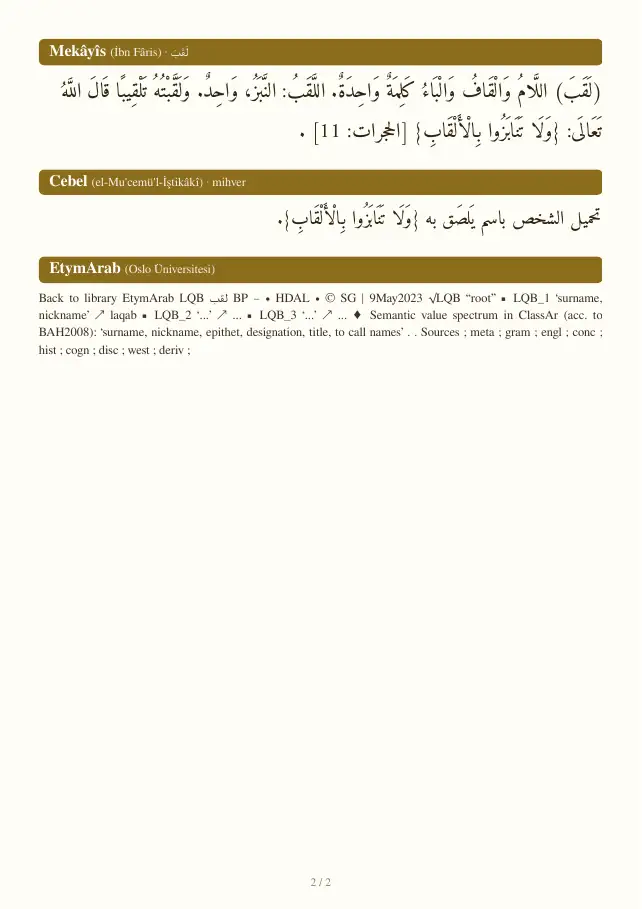 Mekâyîs (İbn Fâris) · لَقَبَ
(لَقَبَ) اللَّامُ وَالْقَافُ وَالْبَاءُ كَلِمَةٌ وَاحِدَةٌ. اللَّقَبُ: النَّبَزُ، وَاحِدٌ. وَلَقَّبْتُهُ تَلْقِيبًا قَالَ اللَّهُ
تَعَالَى: {وَلَا تَنَابَزُوا بِالْأَلْقَابِ} [الحجرات: 11] .
Cebel (el-Mu'cemü'l-İştikâkî) · mihver
تحميل الشخص باسم يَلصَق به {وَلَا تَنَابَزُوا بِالْأَلْقَابِ}.
EtymArab (Oslo Üniversitesi)
Back to library EtymArab LQB لقب BP – • HDAL • © SG | 9May2023 √LQB “root” ▪ LQB_1 ‘surname,
nickname’ ↗ laqab ▪ LQB_2 ‘...’ ↗ ... ▪ LQB_3 ‘...’ ↗ ... ♦ Semantic value spectrum in ClassAr (acc. to
BAH2008): ‘surname, nickname, epithet, designation, title, to call names’ . . Sources ; meta ; gram ; engl ; conc ;
hist ; cogn ; disc ; west ; deriv ;
2 / 2